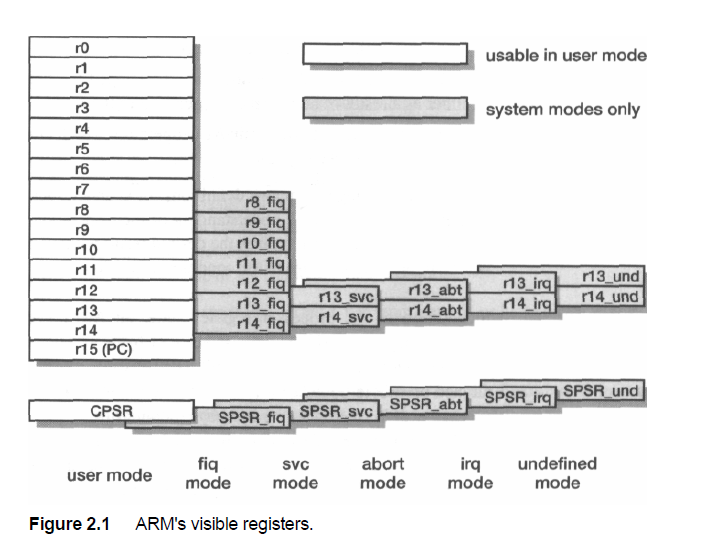 r0
r1
r2
r3
r4
r5
r6
r7
r8
r9
r10
r11
r12
r13
r14
r15 (PC)
r8_fiq
r9_fiq
r10_fiq
r11_fiq
r12_fiq
r13_fiq
r14_fiq
r13_svc
r14_svc
r13_abt
r14_abt
r13_irq
r14_irq
r13_und
r14_und
usable in user mode
system modes only
CPSR
SPSR_fiq
SPSR_svc
SPSR_abt
SPSR_irq
SPSR_und
user mode
fiq
mode
svc
mode
abort
mode
irq
mode
undefined
mode
Figure 2.1 ARM's visible registers.